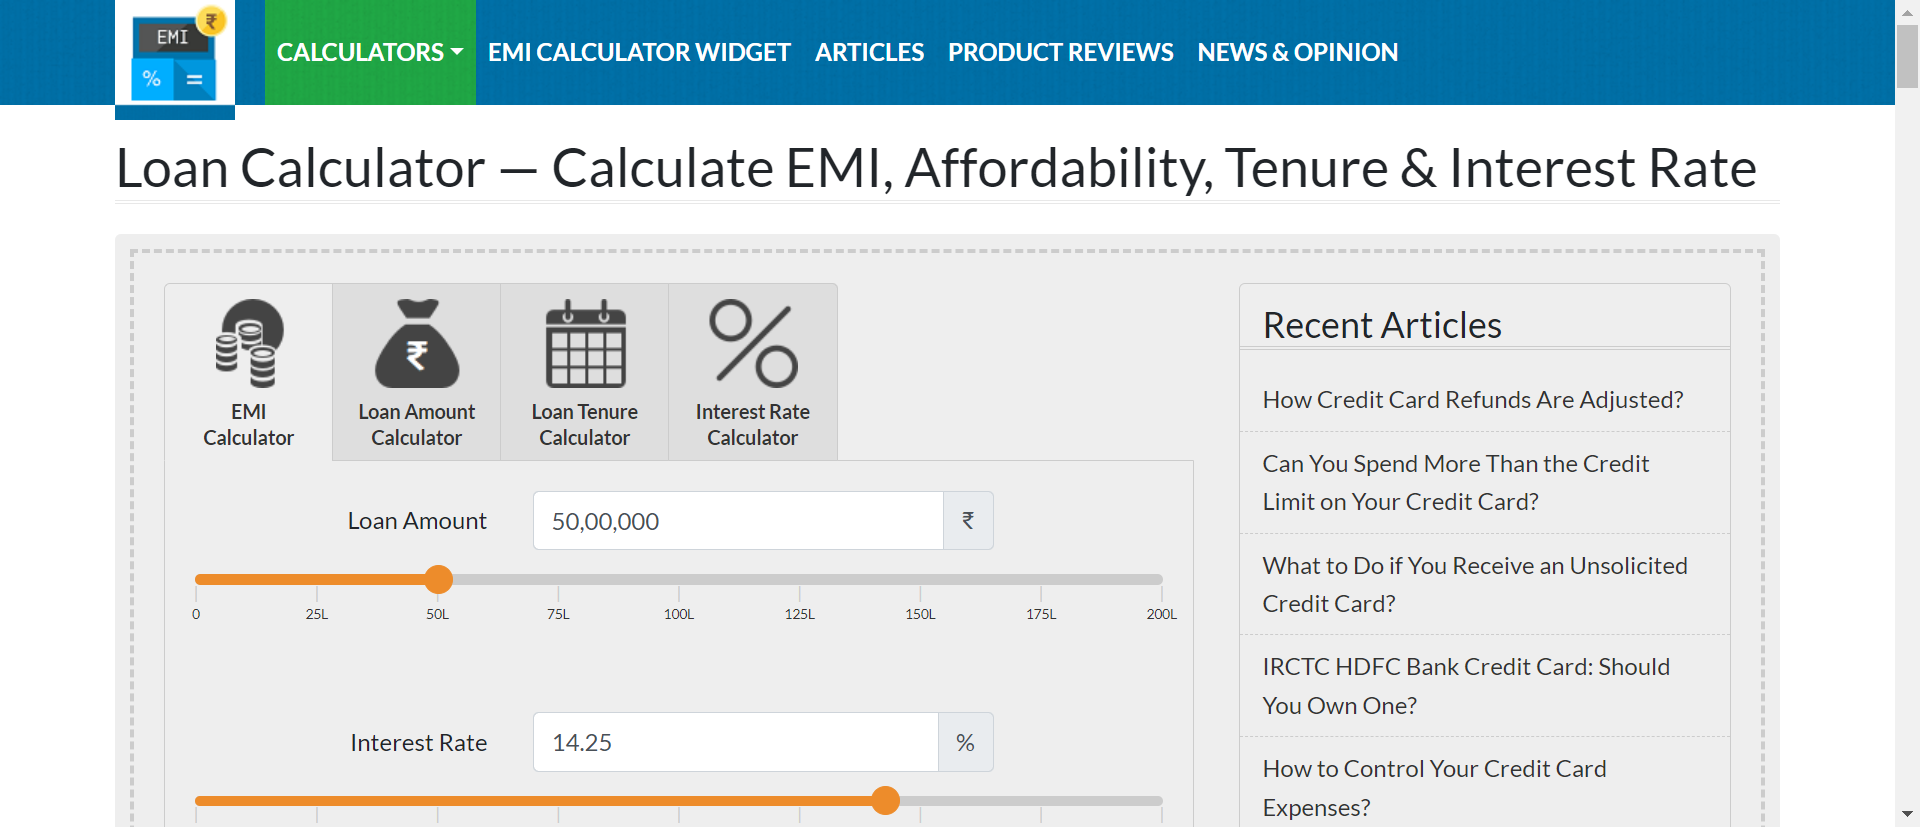 EMI
₹
%
=
CALCULATORS
EMI CALCULATOR WIDGET
ARTICLES
PRODUCT REVIEWS
NEWS & OPINION
Loan Calculator — Calculate EMI, Affordability, Tenure & Interest Rate
EMI
Calculator
₹
Loan Amount
Calculator
Loan Tenure
Calculator
Interest Rate
Calculator
Loan Amount
50,00,000
₹
0
25L
50L
75L
100L
125L
150L
175L
200L
Interest Rate
14.25
%
Recent Articles
How Credit Card Refunds Are Adjusted?
Can You Spend More Than the Credit
Limit on Your Credit Card?
What to Do if You Receive an Unsolicited
Credit Card?
IRCTC HDFC Bank Credit Card: Should
You Own One?
How to Control Your Credit Card
Expenses?